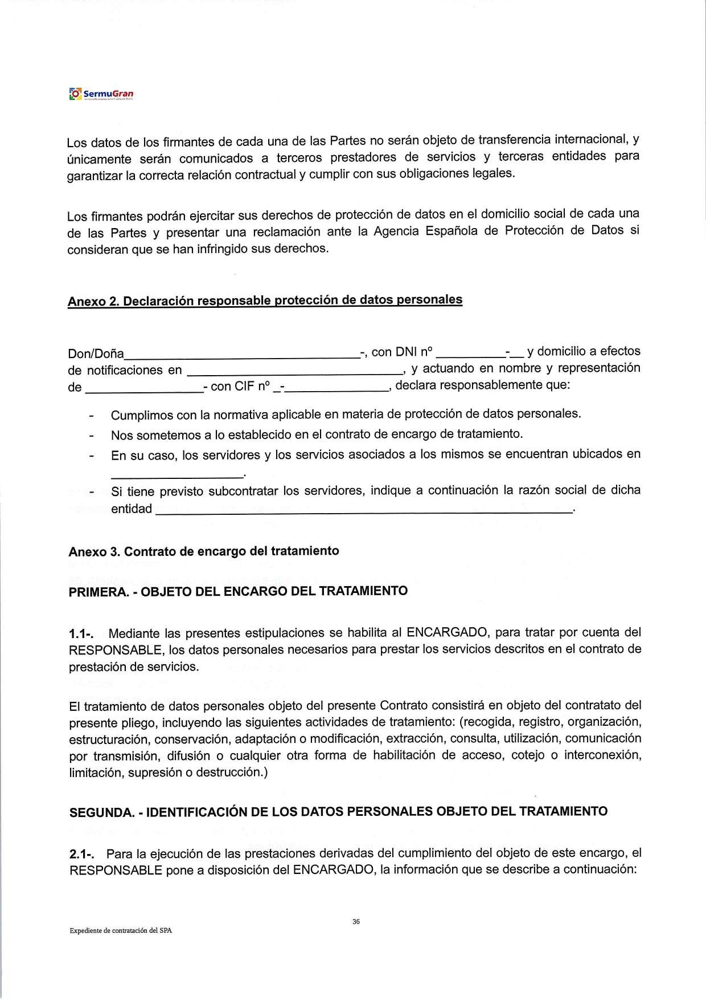 SermuGran
Los datos de los firmantes de cada una de las Partes no serán objeto de transferencia internacional, y
únicamente serán comunicados a terceros prestadores de servicios y terceras entidades para
garantizar la correcta relación contractual y cumplir con sus obligaciones legales.
Los firmantes podrán ejercitar sus derechos de protección de datos en el domicilio social de cada una
de las Partes y presentar una reclamación ante la Agencia Española de Protección de Datos si
consideran que se han infringido sus derechos.
Anexo 2. Declaración responsable protección de datos personales
Don/Doña__________________________________-, con DNI nº __________-__ y domicilio a efectos
de notificaciones en _______________________________, y actuando en nombre y representación
de _________________- con CIF nº _-_______________, declara responsablemente que:
- Cumplimos con la normativa aplicable en materia de protección de datos personales.
- Nos sometemos a lo establecido en el contrato de encargo de tratamiento.
- En su caso, los servidores y los servicios asociados a los mismos se encuentran ubicados en
___________________.
- Si tiene previsto subcontratar los servidores, indique a continuación la razón social de dicha
entidad ____________________________________________________________.
Anexo 3. Contrato de encargo del tratamiento
PRIMERA. - OBJETO DEL ENCARGO DEL TRATAMIENTO
1.1-. Mediante las presentes estipulaciones se habilita al ENCARGADO, para tratar por cuenta del
RESPONSABLE, los datos personales necesarios para prestar los servicios descritos en el contrato de
prestación de servicios.
El tratamiento de datos personales objeto del presente Contrato consistirá en objeto del contratato del
presente pliego, incluyendo las siguientes actividades de tratamiento: (recogida, registro, organización,
estructuración, conservación, adaptación o modificación, extracción, consulta, utilización, comunicación
por transmisión, difusión o cualquier otra forma de habilitación de acceso, cotejo o interconexión,
limitación, supresión o destrucción.)
SEGUNDA. - IDENTIFICACIÓN DE LOS DATOS PERSONALES OBJETO DEL TRATAMIENTO
2.1-. Para la ejecución de las prestaciones derivadas del cumplimiento del objeto de este encargo, el
RESPONSABLE pone a disposición del ENCARGADO, la información que se describe a continuación:
36
Expediente de contratación del SPA